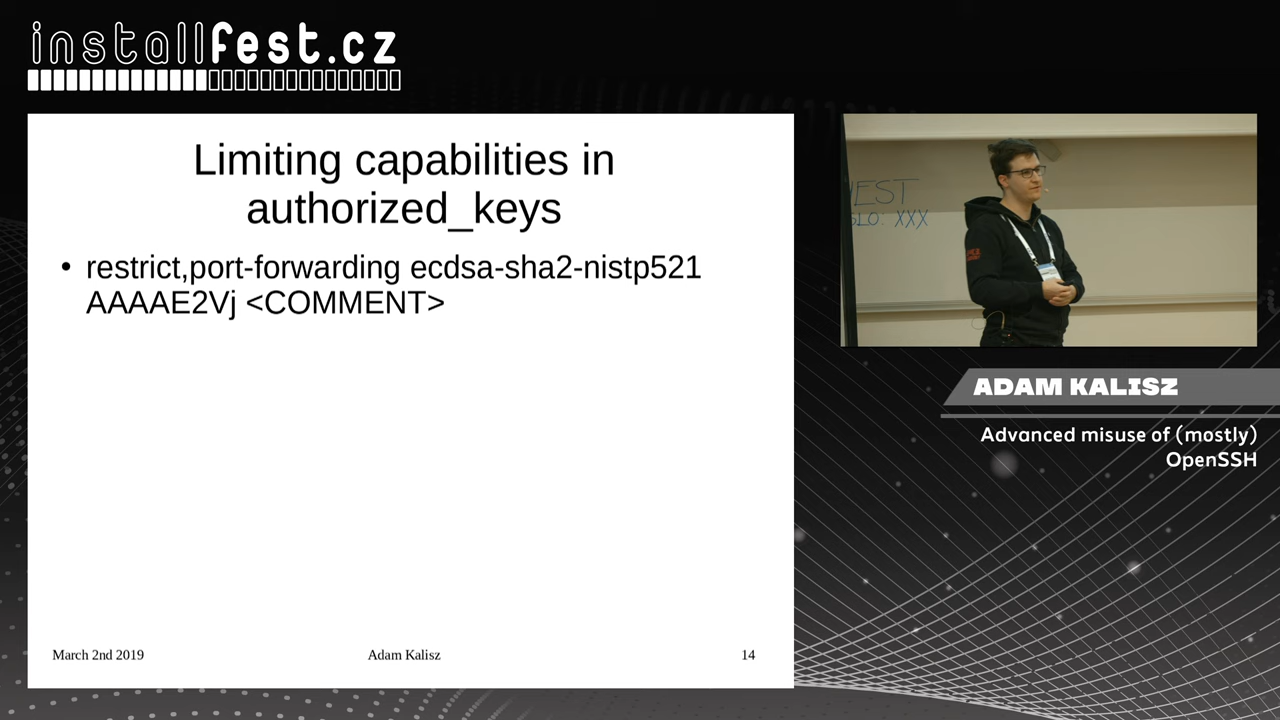 installfest.cz
Limiting capabilities in
authorized_keys
• restrict,port-forwarding ecdsa-sha2-nistp521
AAAAE2Vj <COMMENT>
March 2nd 2019 Adam Kalisz 14
EST
SLO: XXX
ADAM KALISZ
Advanced misuse of (mostly)
OpenSSH